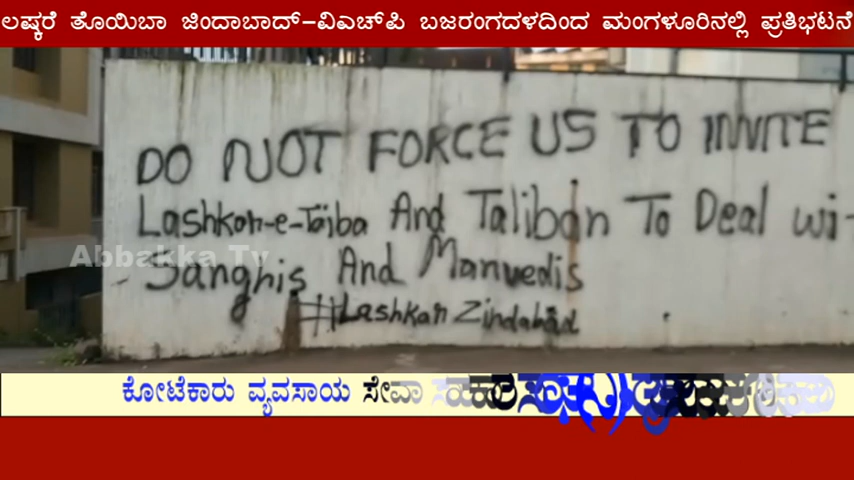 ಲಷ್ಕರೆ ತೊಯಿಬಾ ಜಿಂದಾಬಾದ್-ವಿಎಚ್‌ಪಿ ಬಜರಂಗದಳದಿಂದ ಮಂಗಳೂರಿನಲ್ಲಿ ಪ್ರತಿಭಟನೆ
DO NOT FORCE US TO INVITE
Lashkar-e-Taiba And Taliban To Deal wi
Abbakka Tv
Sanghis And Manvedis
#Lashkar Zindabad
ಕೋಟೆಕಾರು ವ್ಯವಸಾಯ ಸೇವಾ